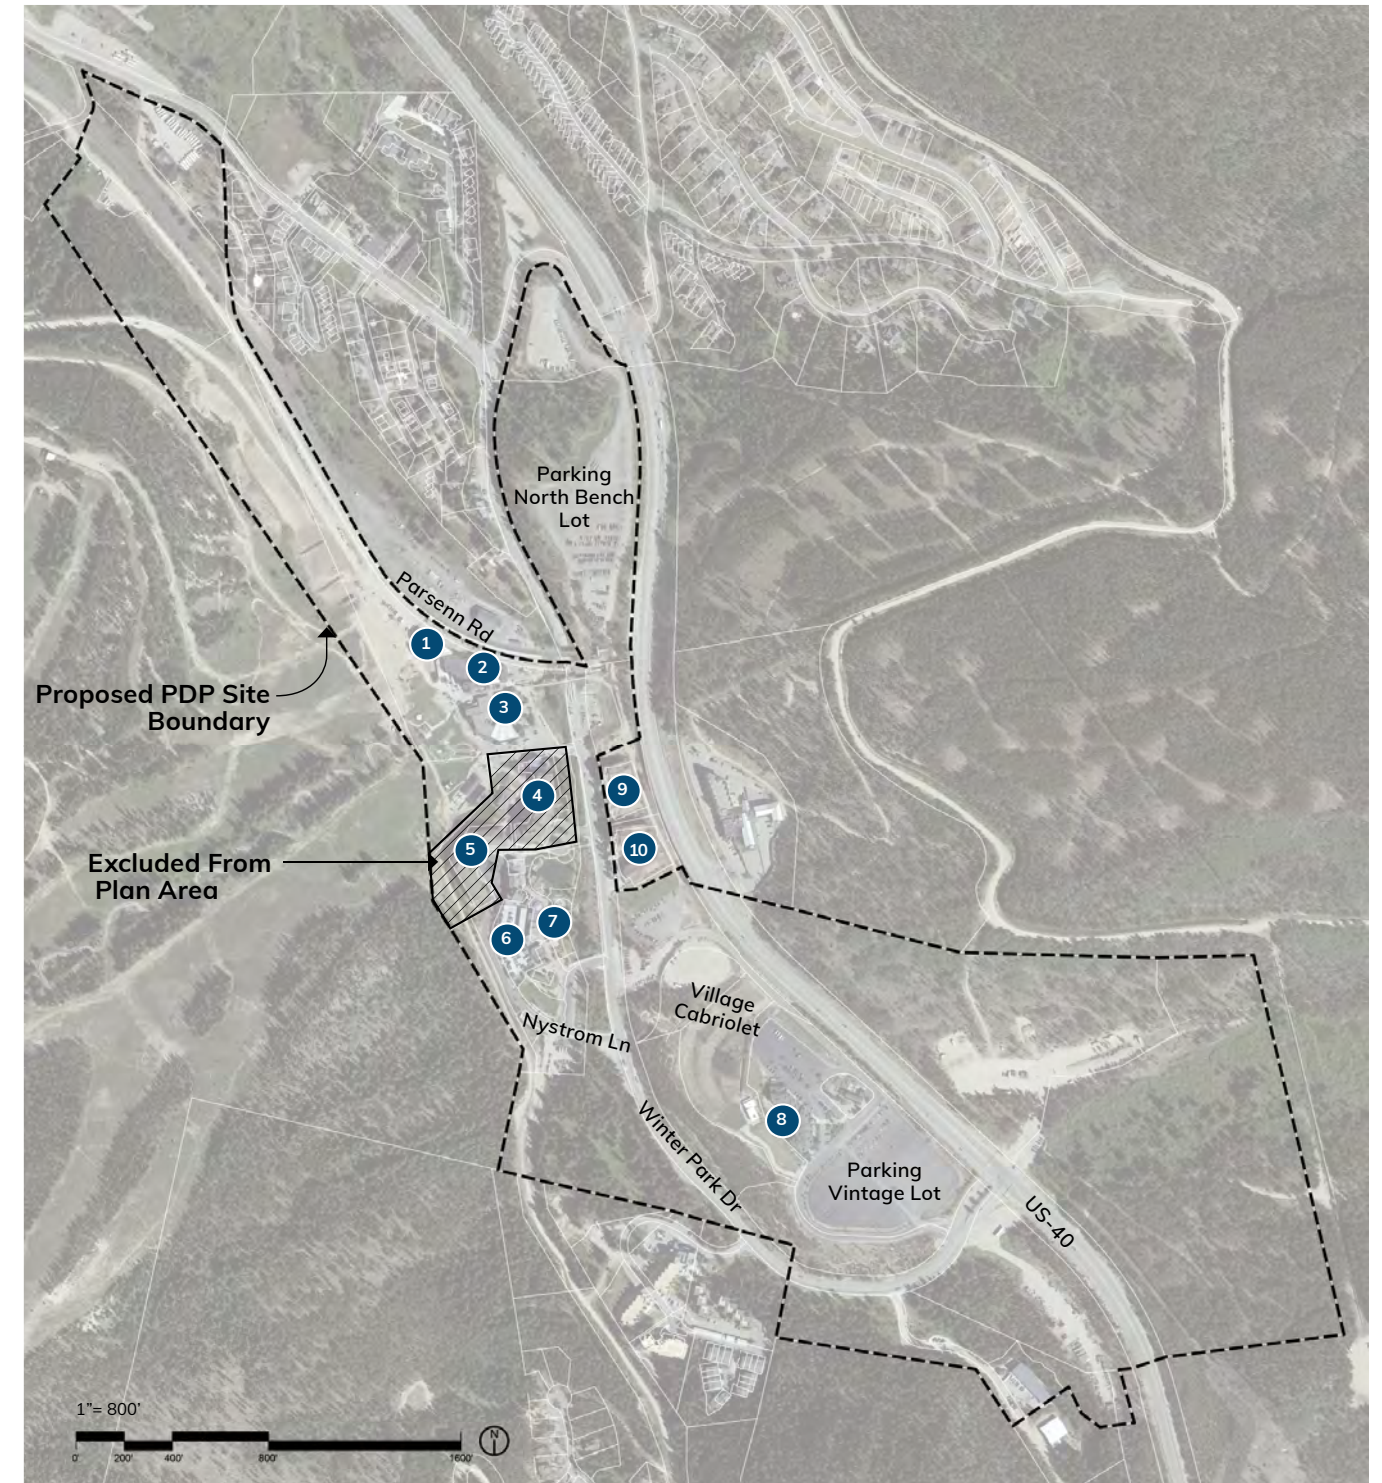 Parking
North Bench
Lot
Parsenn Rd
1
2
3
Proposed PDP Site
Boundary
4
9
5
10
Excluded From
Plan Area
7
6
Village
Cabriolet
Nystrom Ln
8
Winter Park Dr
Parking
Vintage Lot
US-40
1"= 800'
N
0' 200' 400' 800' 1600'